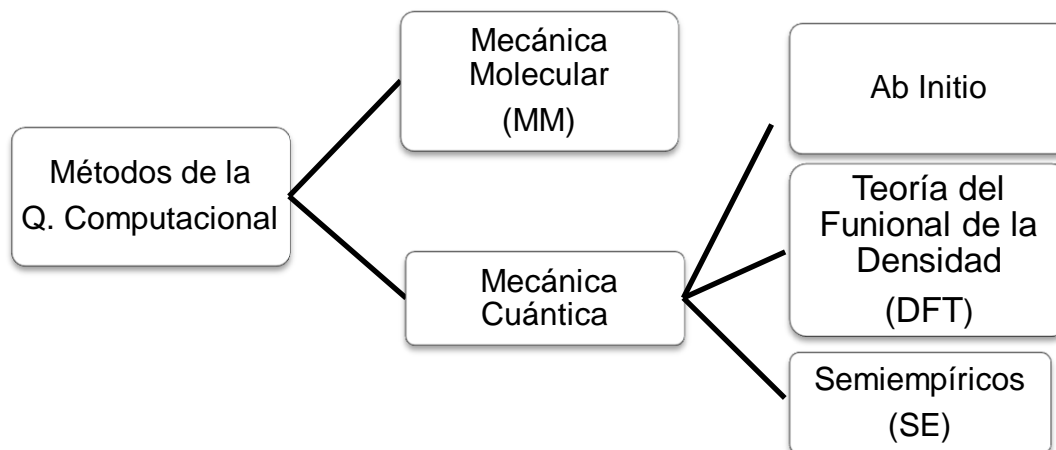 Métodos de la
Q. Computacional
Mecánica
Molecular
(MM)
Mecánica
Cuántica
Ab Initio
Teoría del
Funional de la
Densidad
(DFT)
Semiempíricos
(SE)